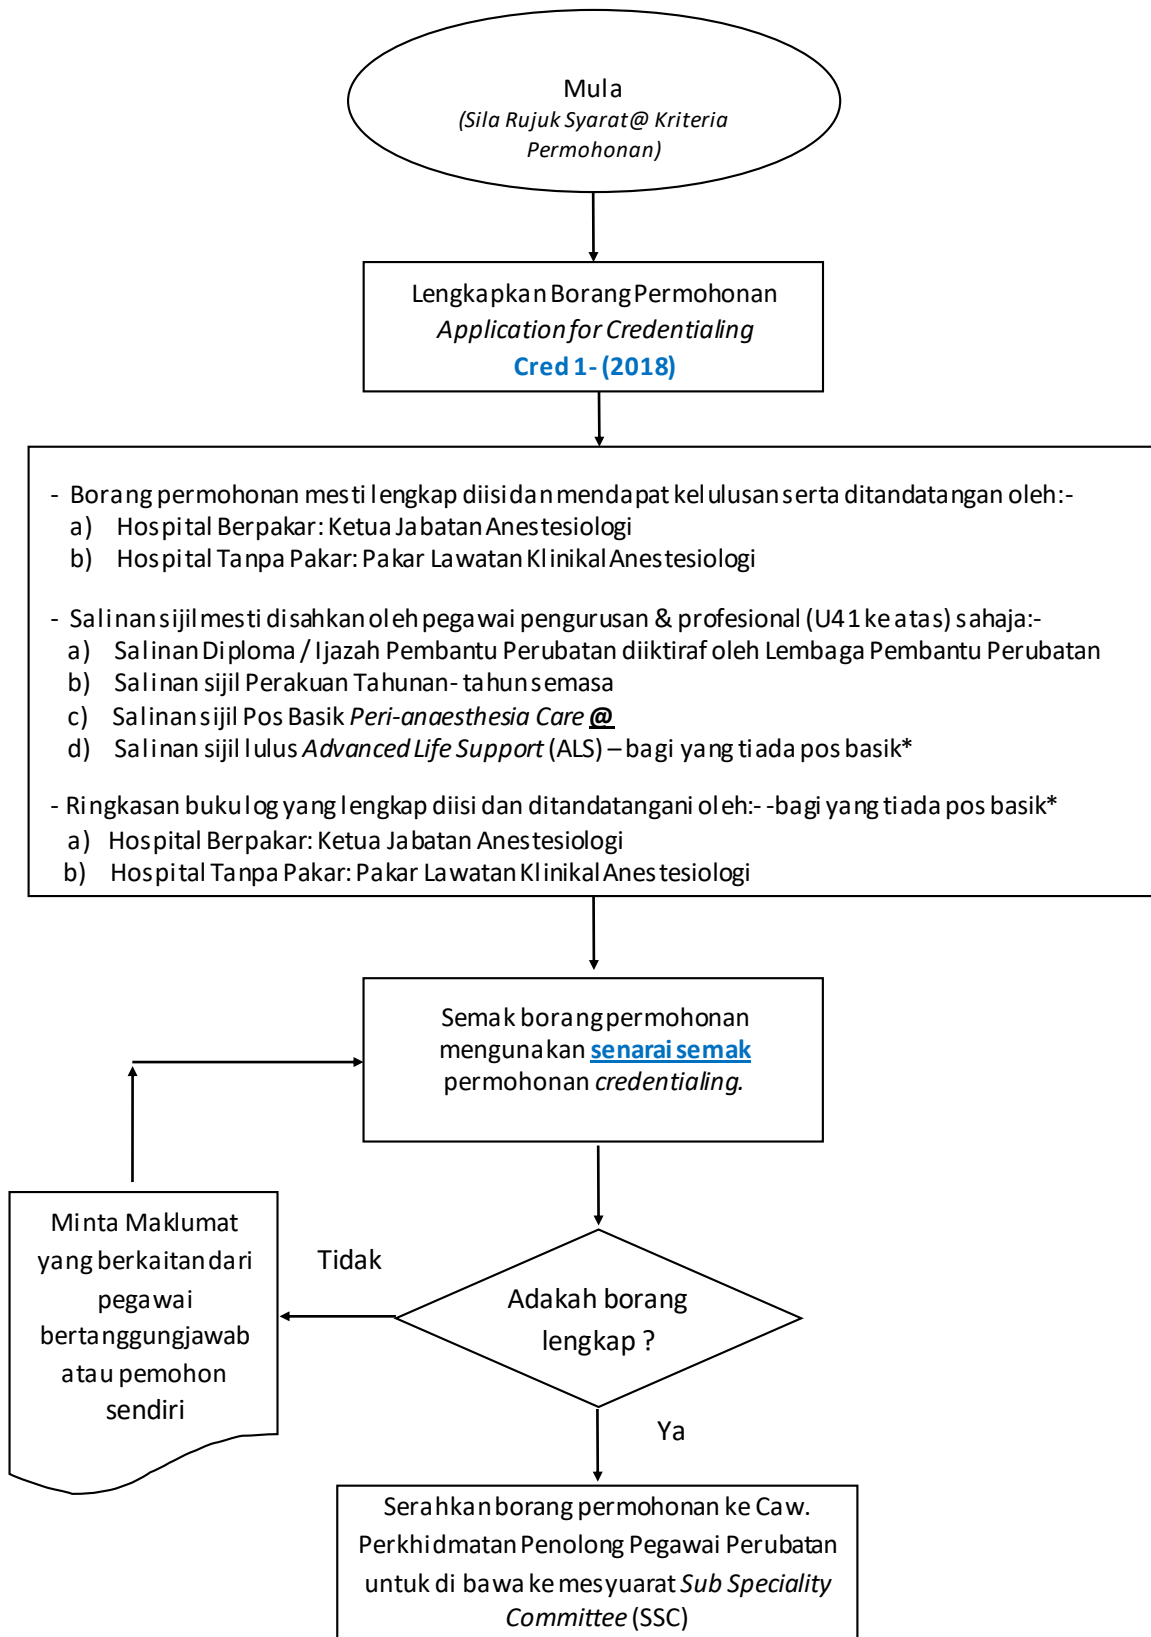 Mula
(Sila Rujuk Syarat@ Kriteria
Permohonan)
Lengkapkan Borang Permohonan
Application for Credentialing
Cred 1- (2018)
- Borang permohonan mesti lengkap diisi dan mendapat kelulusan serta ditandatangan oleh:-
a) Hospital Berpakar: Ketua Jabatan Anestesiologi
b) Hospital Tanpa Pakar: Pakar Lawatan Klinikal Anestesiologi
- Salinan sijil mesti disahkan oleh pegawai pengurusan & profesional (U41 ke atas) sahaja:-
a) Salinan Diploma / Ijazah Pembantu Perubatan diiktiraf oleh Lembaga Pembantu Perubatan
b) Salinan sijil Perakuan Tahunan- tahun semasa
c) Salinan sijil Pos Basik Peri-anaesthesia Care @
d) Salinan sijil lulus Advanced Life Support (ALS) – bagi yang tiada pos basik*
- Ringkasan buku log yang lengkap diisi dan ditandatangani oleh:- -bagi yang tiada pos basik*
a) Hospital Berpakar: Ketua Jabatan Anestesiologi
b) Hospital Tanpa Pakar: Pakar Lawatan Klinikal Anestesiologi
Semak borang permohonan
mengunakan senarai semak
permohonan credentialing.
Minta Maklumat
yang berkaitan dari
pegawai
bertanggungjawab
atau pemohon
sendiri
Tidak
Adakah borang
lengkap ?
Ya
Serahkan borang permohonan ke Caw.
Perkhidmatan Penolong Pegawai Perubatan
untuk di bawa ke mesyuarat Sub Speciality
Committee (SSC)